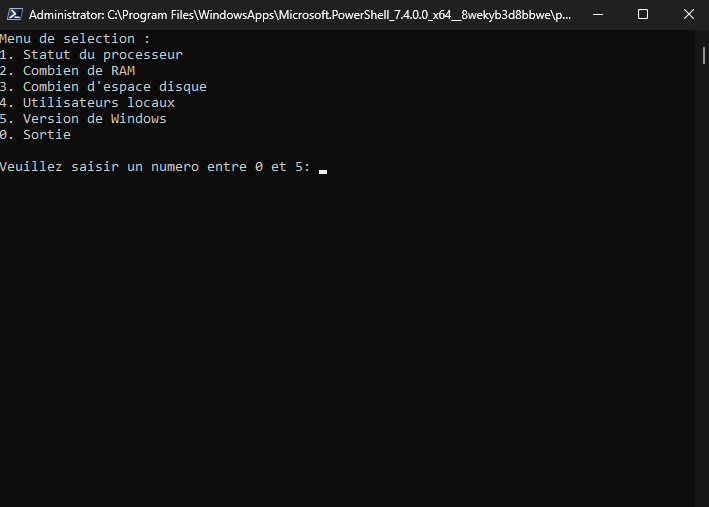 Administrator: C:\Program Files\WindowsApps\Microsoft.PowerShell_7.4.0.0_x64__8wekyb3d8bbwe\p...
Menu de selection :
1. Statut du processeur
2. Combien de RAM
3. Combien d'espace disque
4. Utilisateurs locaux
5. Version de Windows
0. Sortie
Veuillez saisir un numero entre 0 et 5: